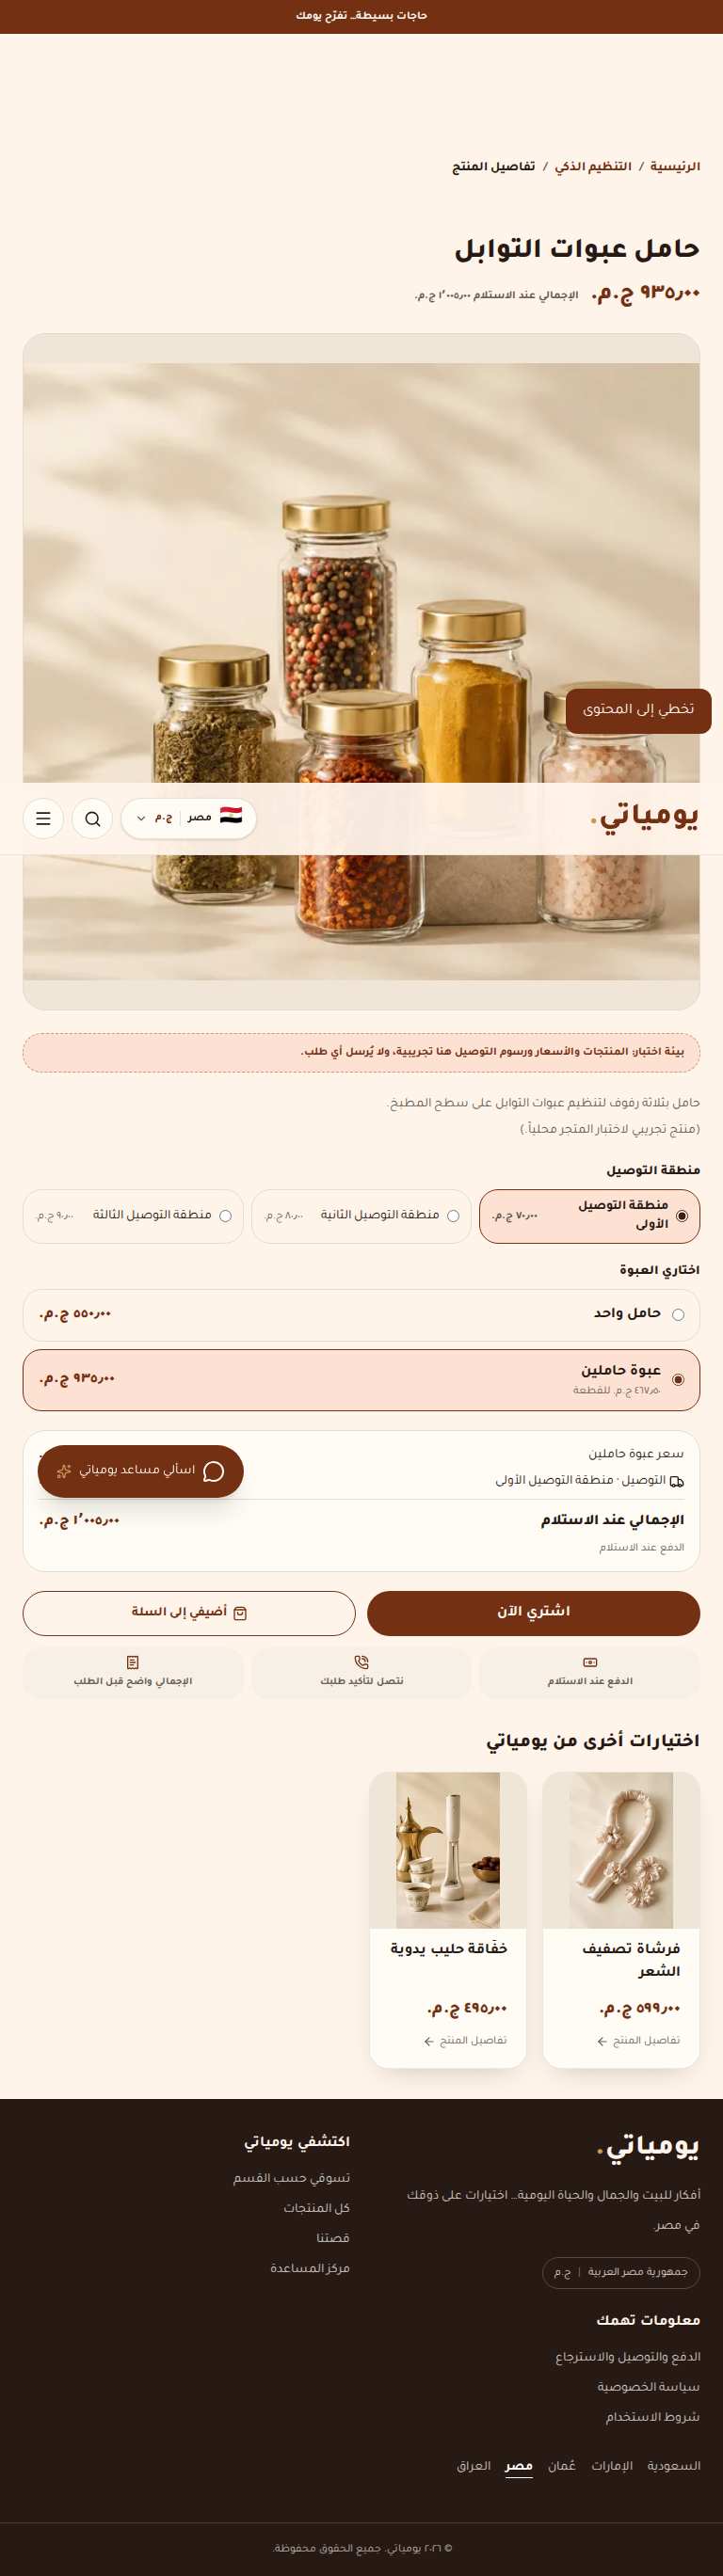 حاجات بسيطة… تفرّح يومك
الرئيسية / التنظيم الذكي / تفاصيل المنتج
حامل عبوات التوابل
٩٣٥٫٠٠ ج.م. الإجمالي عند الاستلام ١٬٠٠٥٫٠٠ ج.م.
تخطي إلى المحتوى
يومياتي.
مصر ج.م
بيئة اختبار: المنتجات والأسعار ورسوم التوصيل هنا تجريبية، ولا يُرسل أي طلب.
حامل بثلاثة رفوف لتنظيم عبوات التوابل على سطح المطبخ.
(منتج تجريبي لاختبار المتجر محلياً.)
منطقة التوصيل
منطقة التوصيل الأولى ٧٠٫٠٠ ج.م.
منطقة التوصيل الثانية ٨٠٫٠٠ ج.م.
منطقة التوصيل الثالثة ٩٠٫٠٠ ج.م.
اختاري العبوة
حامل واحد ٥٥٠٫٠٠ ج.م.
عبوة حاملين ٩٣٥٫٠٠ ج.م.
٤٦٧٫٥٠ ج.م. للقطعة
سعر عبوة حاملين
اسألي مساعد يومياتي
التوصيل · منطقة التوصيل الأولى
الإجمالي عند الاستلام ١٬٠٠٥٫٠٠ ج.م.
الدفع عند الاستلام
اشتري الآن
أضيفي إلى السلة
الدفع عند الاستلام
نتصل لتأكيد طلبك
الإجمالي واضح قبل الطلب
اختيارات أخرى من يومياتي
فرشاة تصفيف الشعر
٥٩٩٫٠٠ ج.م.
تفاصيل المنتج
خفّاقة حليب يدوية
٤٩٥٫٠٠ ج.م.
تفاصيل المنتج
يومياتي.
أفكار للبيت والجمال والحياة اليومية… اختيارات على ذوقك
في مصر.
جمهورية مصر العربية | ج.م
اكتشفي يومياتي
تسوقي حسب القسم
كل المنتجات
قصتنا
مركز المساعدة
معلومات تهمك
الدفع والتوصيل والاسترجاع
سياسة الخصوصية
شروط الاستخدام
السعودية الإمارات عُمان مصر العراق
© ٢٠٢٦ يومياتي. جميع الحقوق محفوظة.